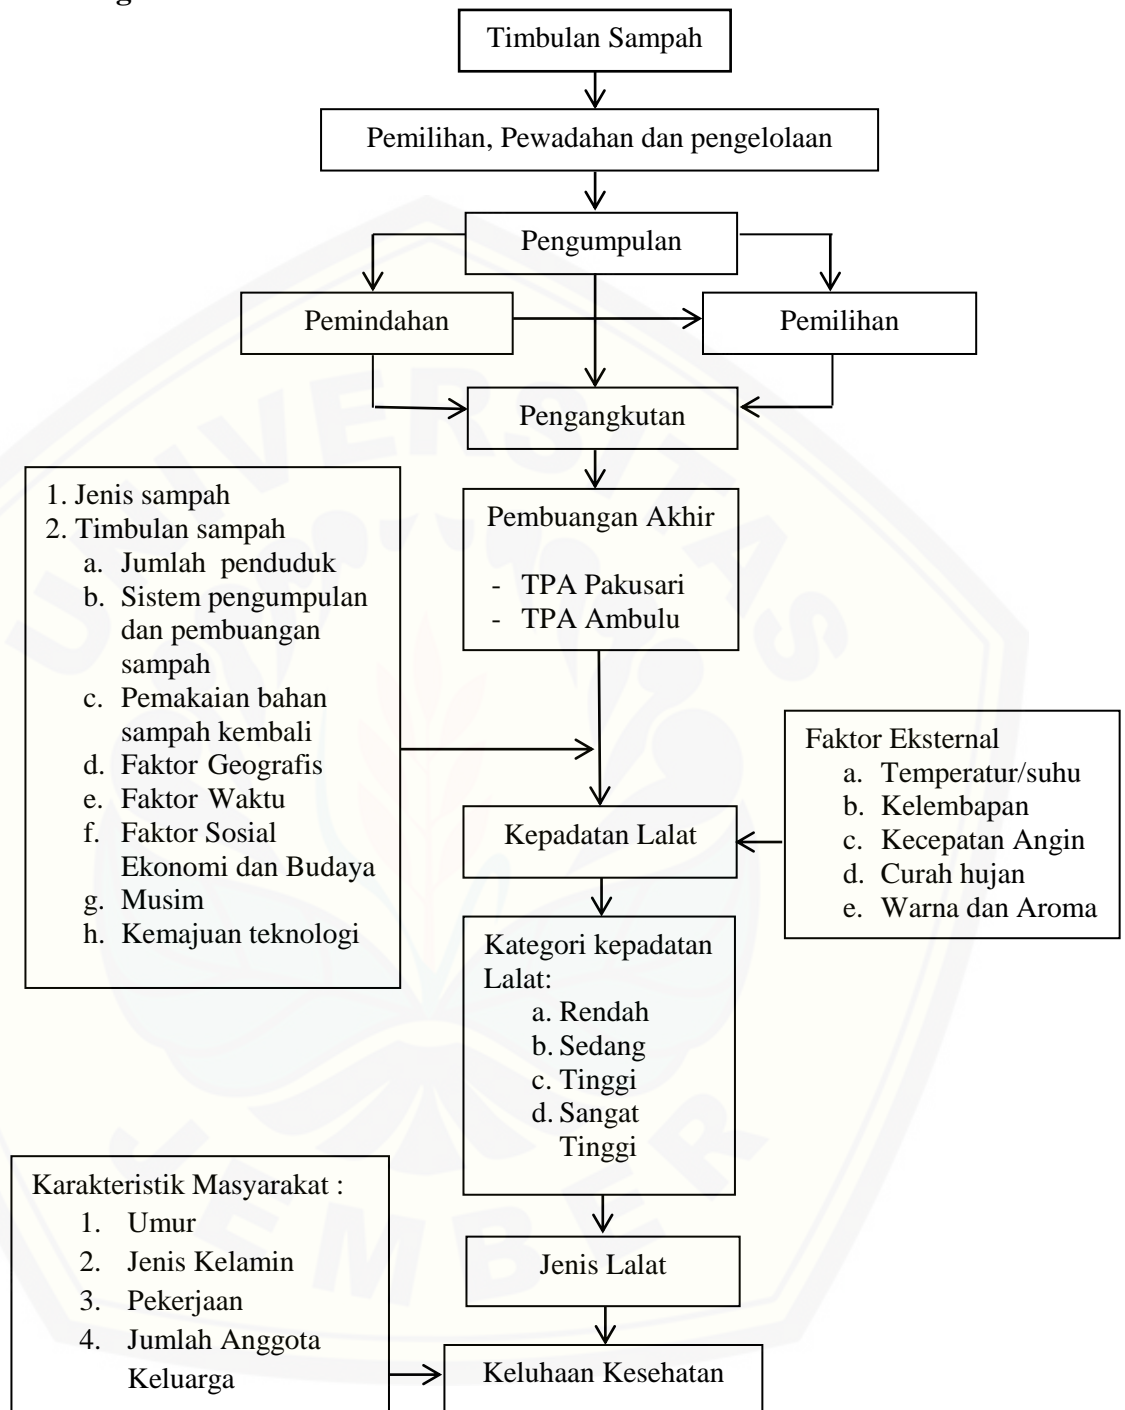 Timbulan Sampah
Pemilihan, Pewadahan dan pengelolaan
Pengumpulan
Pemindahan
Pemilihan
Pengangkutan
1. Jenis sampah
2. Timbulan sampah
a. Jumlah penduduk
b. Sistem pengumpulan
dan pembuangan
sampah
c. Pemakaian bahan
sampah kembali
d. Faktor Geografis
e. Faktor Waktu
f. Faktor Sosial
Ekonomi dan Budaya
g. Musim
h. Kemajuan teknologi
Pembuangan Akhir
- TPA Pakusari
- TPA Ambulu
Faktor Eksternal
a. Temperatur/suhu
b. Kelembapan
c. Kecepatan Angin
d. Curah hujan
e. Warna dan Aroma
Kepadatan Lalat
Kategori kepadatan
Lalat:
a. Rendah
b. Sedang
c. Tinggi
d. Sangat
Tinggi
Karakteristik Masyarakat :
1. Umur
2. Jenis Kelamin
3. Pekerjaan
4. Jumlah Anggota
Keluarga
Jenis Lalat
Keluhaan Kesehatan
UNIVERSITAS
JEMBER